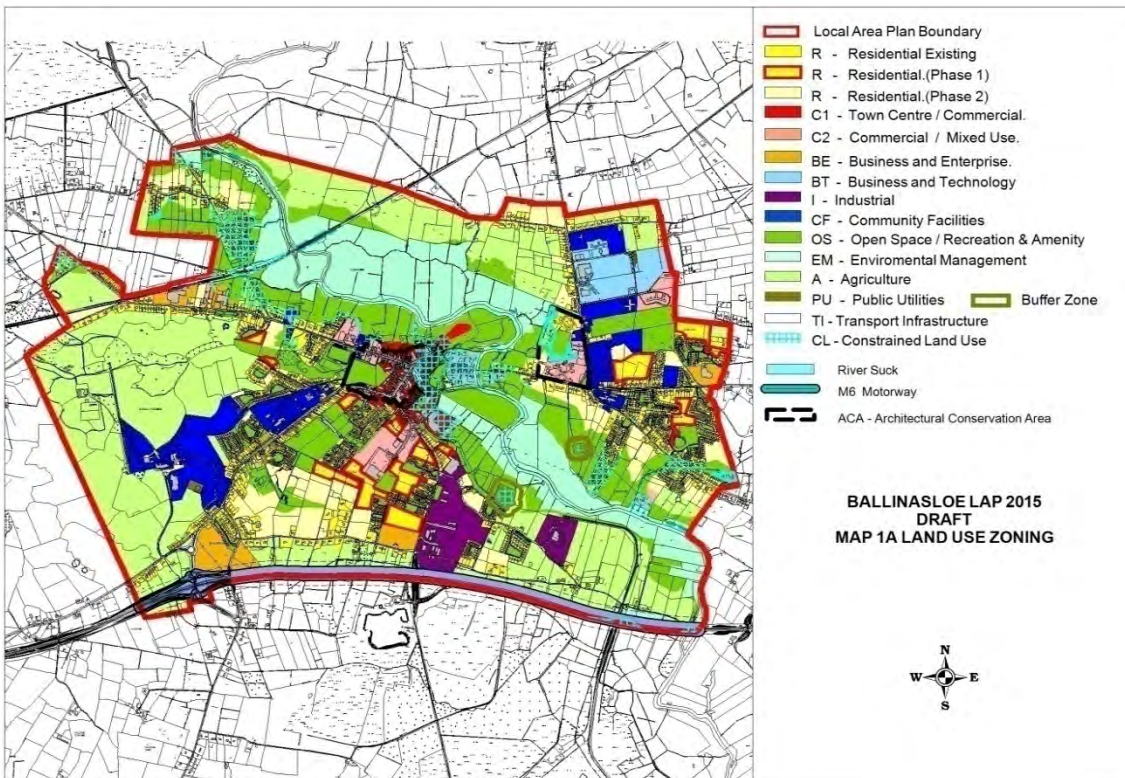 Local Area Plan Boundary
R - Residential Existing
R - Residential.(Phase 1)
R - Residential.(Phase 2)
C1 - Town Centre / Commercial.
C2 - Commercial / Mixed Use.
BE - Business and Enterprise.
BT - Business and Technology
I - Industrial
CF - Community Facilities
OS - Open Space / Recreation & Amenity
EM - Enviromental Management
A - Agriculture
PU - Public Utilities Buffer Zone
TI - Transport Infrastructure
CL - Constrained Land Use
River Suck
M6 Motorway
ACA - Architectural Conservation Area
BALLINASLOE LAP 2015
DRAFT
MAP 1A LAND USE ZONING
N
W E
S